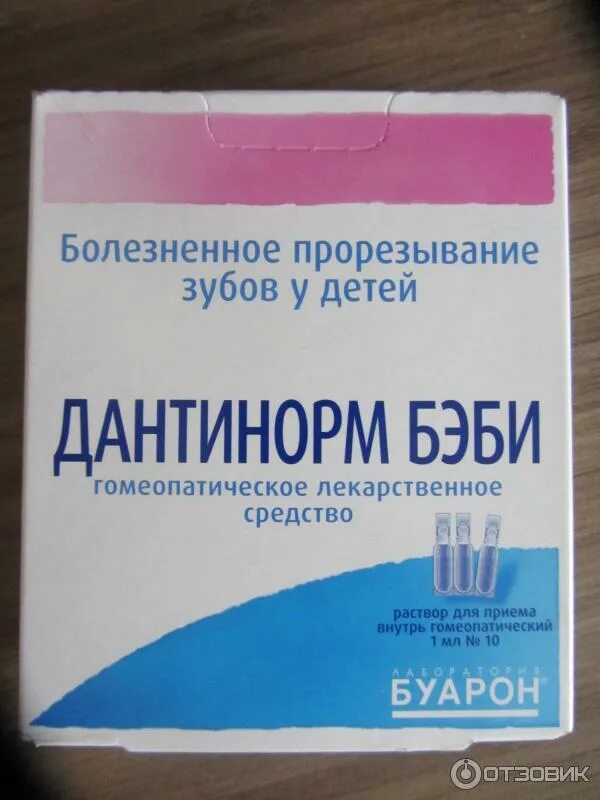 Болезненное прорезывание
зубов у детей
ДАНТИНОРМ БЭБИ
гомеопатическое лекарственное
средство
раствор для приема
внутрь гомеопатический
1 мл № 10
ЛАБОРАТОРИЯ
БУАРОН®
ОТЗОВИК